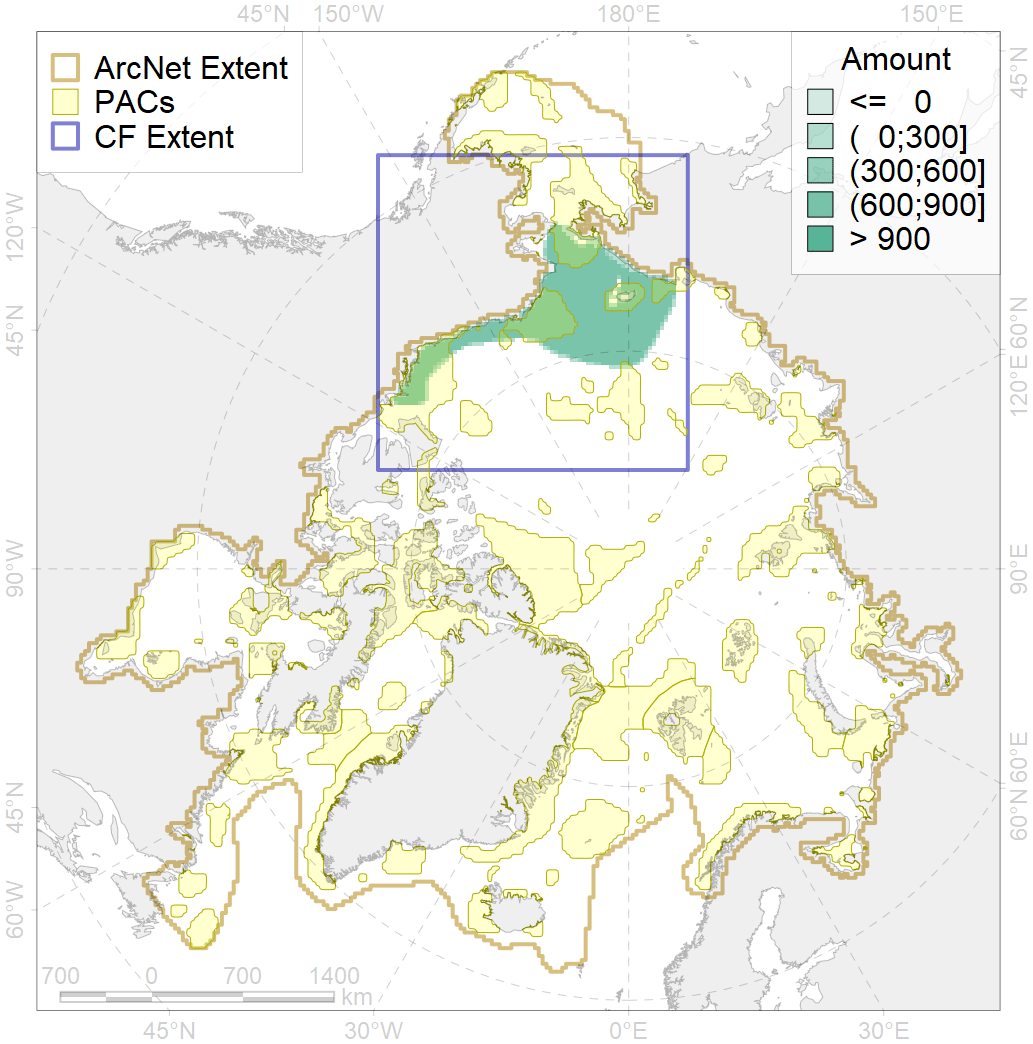 45°N 150°W 180°E 150°E
ArcNet Extent
PACs
CF Extent
Amount
<= 0
( 0;300]
(300;600]
(600;900]
> 900
45°N
120°W
60°N
45°N
120°E
90°W
90°E
60°E
45°N
60°N
60°W
700 0 700 1400
km
45°N 30°W 0°E 30°E